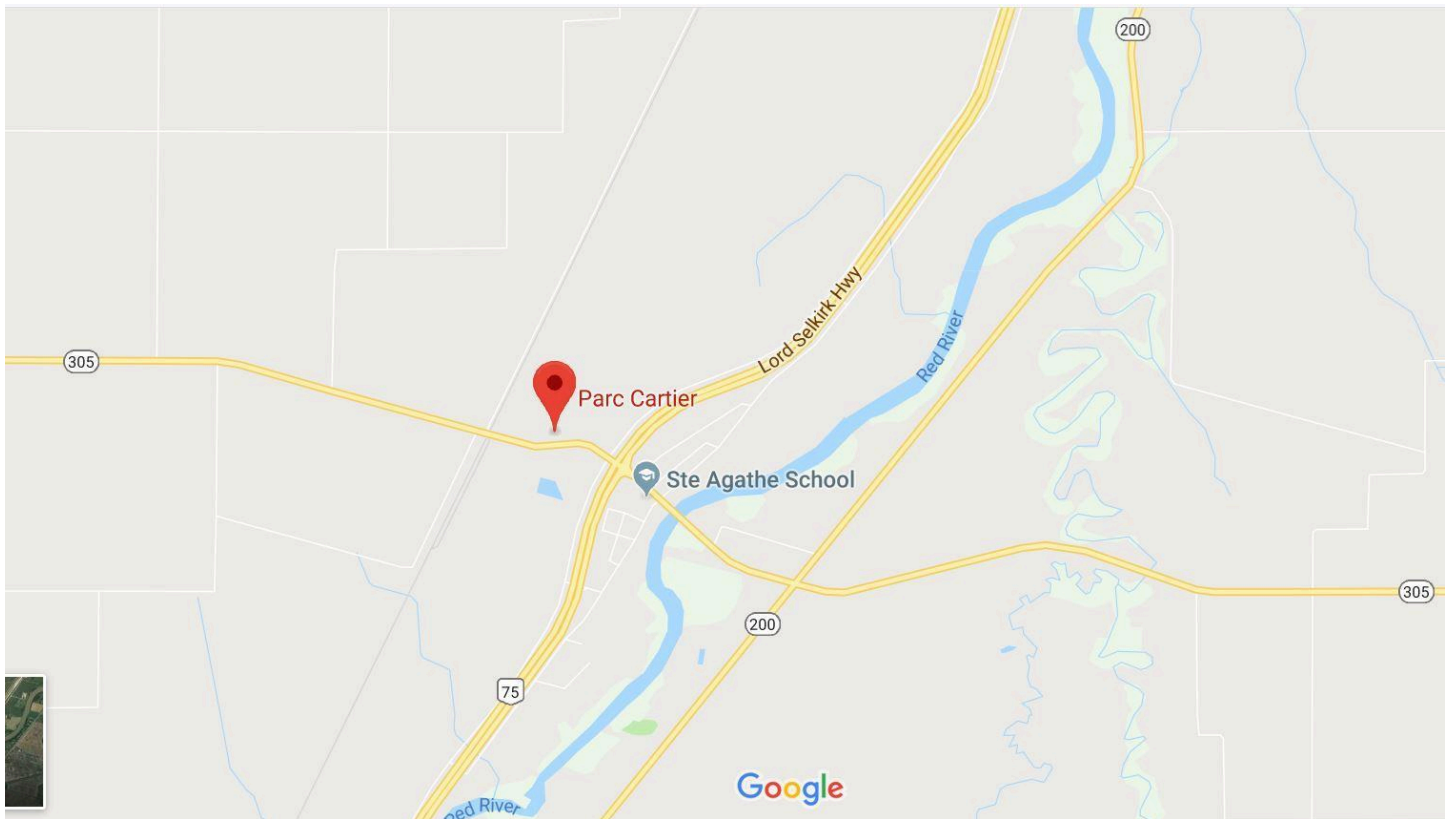 200
Lord Selkirk Hwy
Red River
305
Parc Cartier
Ste Agathe School
305
200
75
Google
Red River